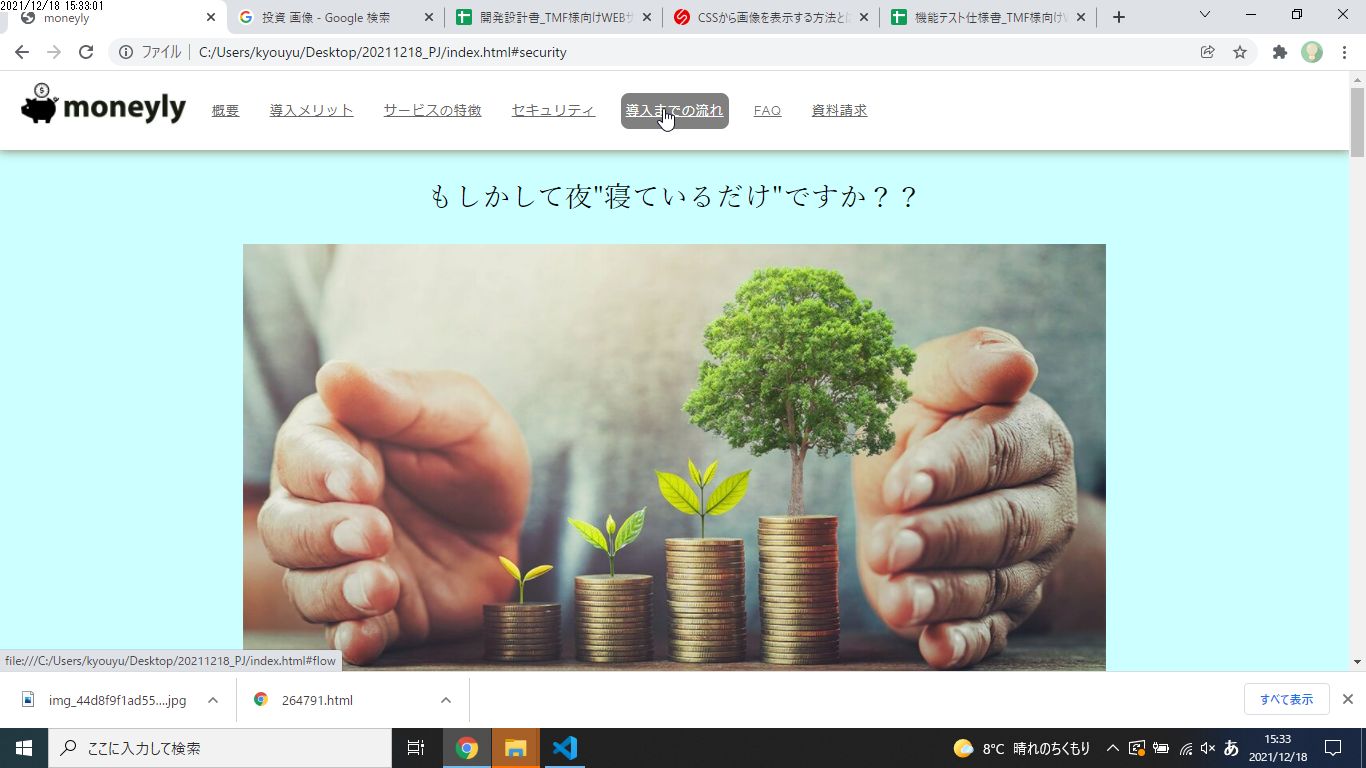 2021/12/18 15:33:01
moneyly
投資 画像 - Google 検索
開発設計書_TMF様向けWEBサ
CSSから画像を表示する方法と
機能テスト仕様書_TMF様向けW
ファイル
C:/Users/kyouyu/Desktop/20211218_PJ/index.html#security
moneyly
概要
導入メリット
サービスの特徴
セキュリティ
導入までの流れ
FAQ
資料請求
もしかして夜"寝ているだけ"ですか？？
file:///C:/Users/kyouyu/Desktop/20211218_PJ/index.html#flow
img_44d8f9f1ad55....jpg
264791.html
すべて表示
ここに入力して検索
8°C 晴れのちくもり
あ
15:33
2021/12/18